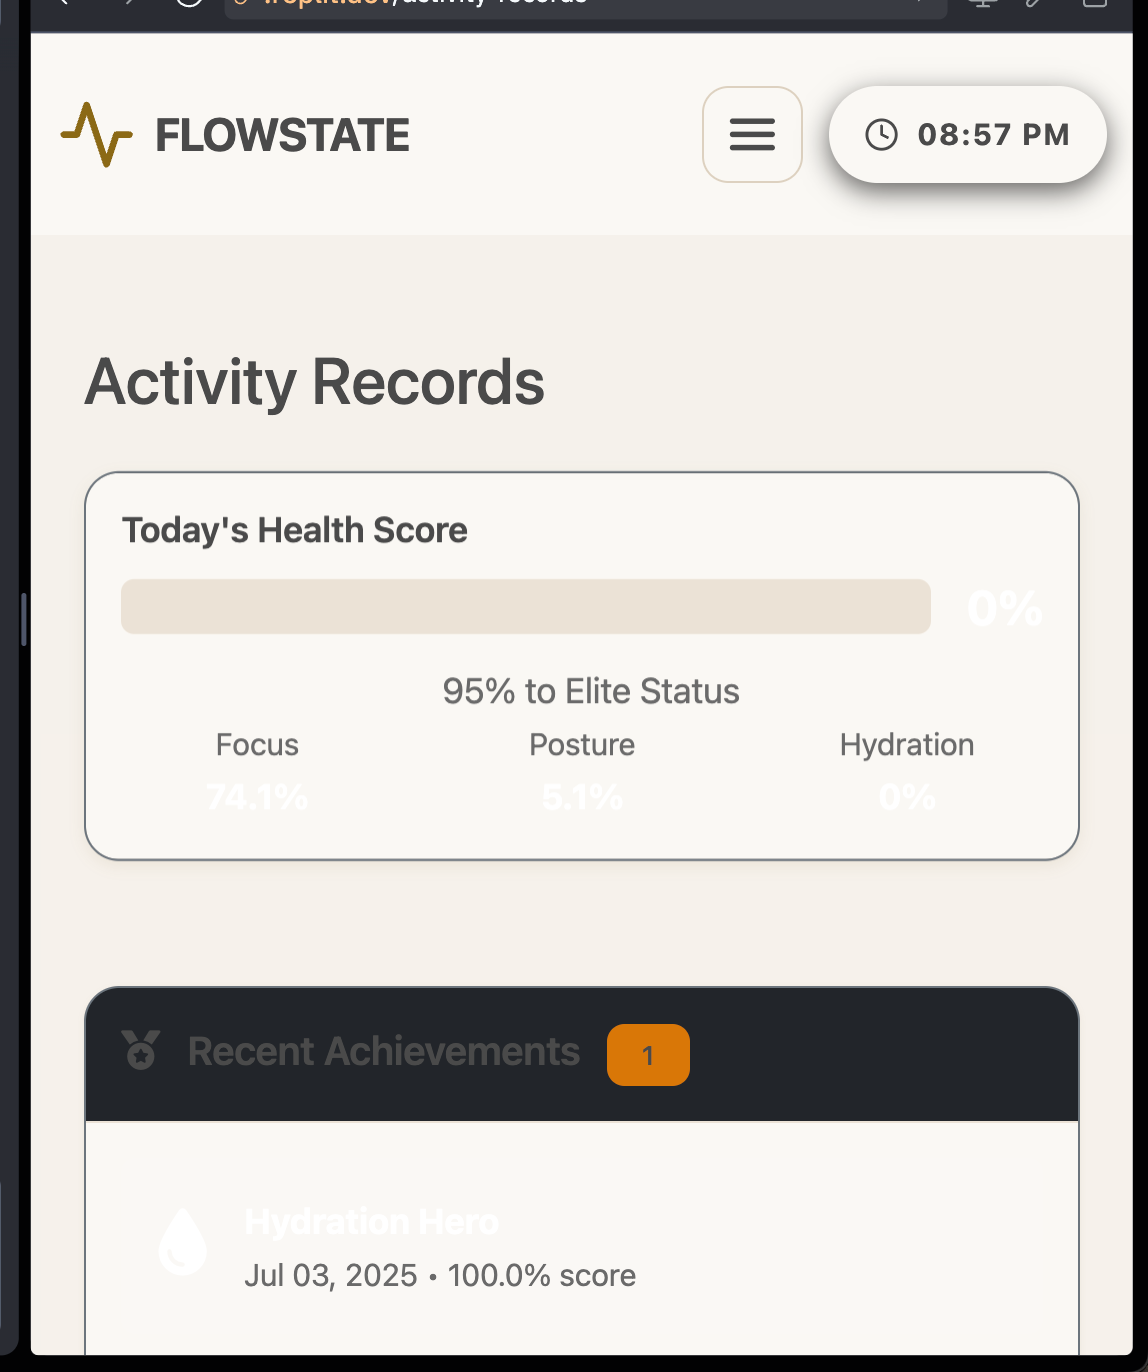 FLOWSTATE
08:57 PM
Activity Records
Today's Health Score
0%
95% to Elite Status
Focus Posture Hydration
74.1% 5.1% 0%
Recent Achievements 1
Hydration Hero
Jul 03, 2025 • 100.0% score